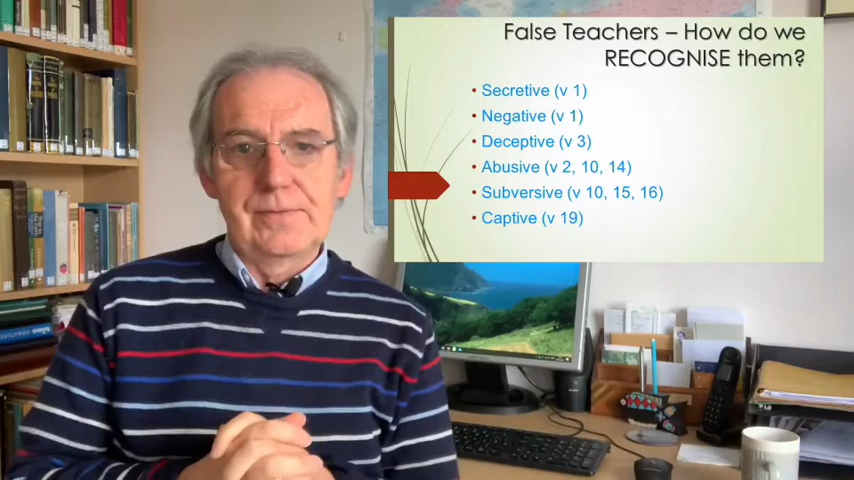 False Teachers – How do we
RECOGNISE them?
• Secretive (v 1)
• Negative (v 1)
• Deceptive (v 3)
• Abusive (v 2, 10, 14)
• Subversive (v 10, 15, 16)
• Captive (v 19)